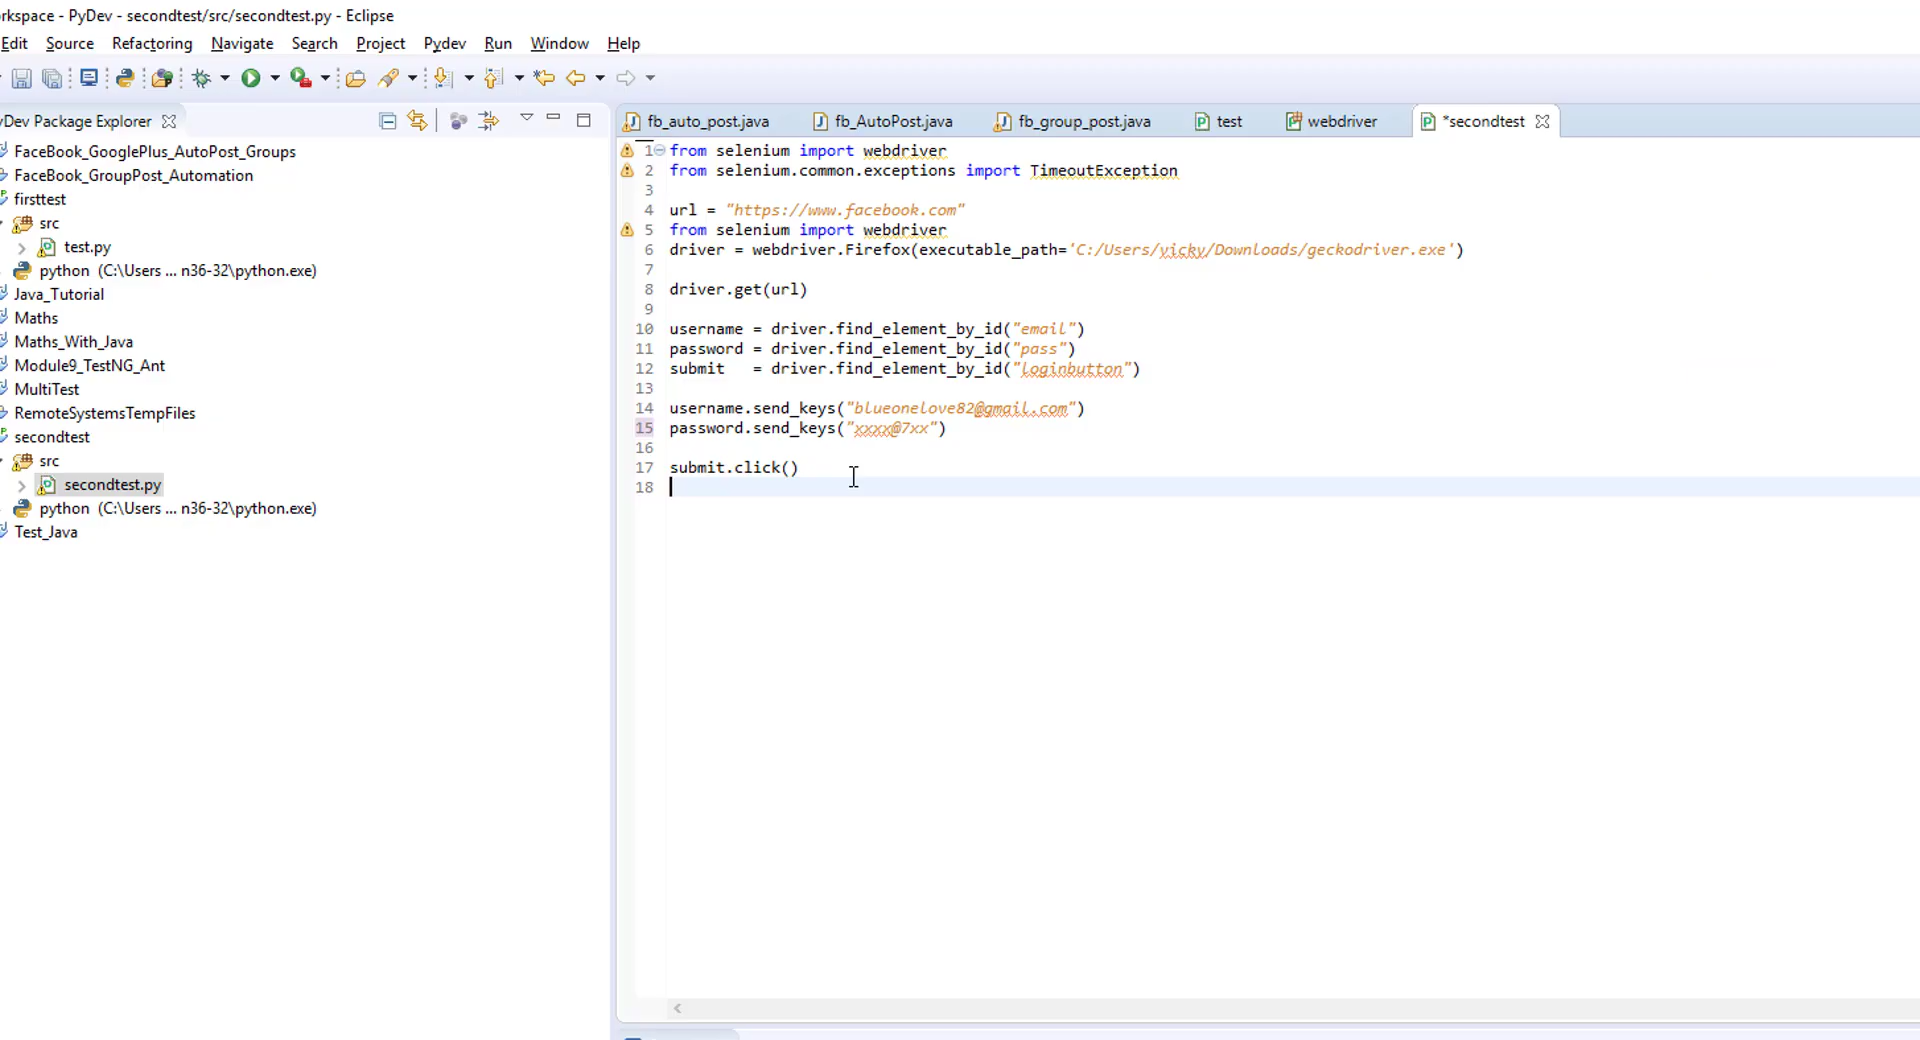 rkspace - PyDev - secondtest/src/secondtest.py - Eclipse
Edit Source Refactoring Navigate Search Project Pydev Run Window Help
yDev Package Explorer
FaceBook_GooglePlus_AutoPost_Groups
FaceBook_GroupPost_Automation
firsttest
src
test.py
python (C:\Users ... n36-32\python.exe)
Java_Tutorial
Maths
Maths_With_Java
Module9_TestNG_Ant
MultiTest
RemoteSystemsTempFiles
secondtest
src
secondtest.py
python (C:\Users ... n36-32\python.exe)
Test_Java
fb_auto_post.java fb_AutoPost.java fb_group_post.java test webdriver *secondtest
1 from selenium import webdriver
2 from selenium.common.exceptions import TimeoutException
3
4 url = "https://www.facebook.com"
5 from selenium import webdriver
6 driver = webdriver.Firefox(executable_path='C:/Users/vicky/Downloads/geckodriver.exe')
7
8 driver.get(url)
9
10 username = driver.find_element_by_id("email")
11 password = driver.find_element_by_id("pass")
12 submit   = driver.find_element_by_id("loginbutton")
13
14 username.send_keys("blueonelove82@gmail.com")
15 password.send_keys("xxxx@7xx")
16
17 submit.click()
18